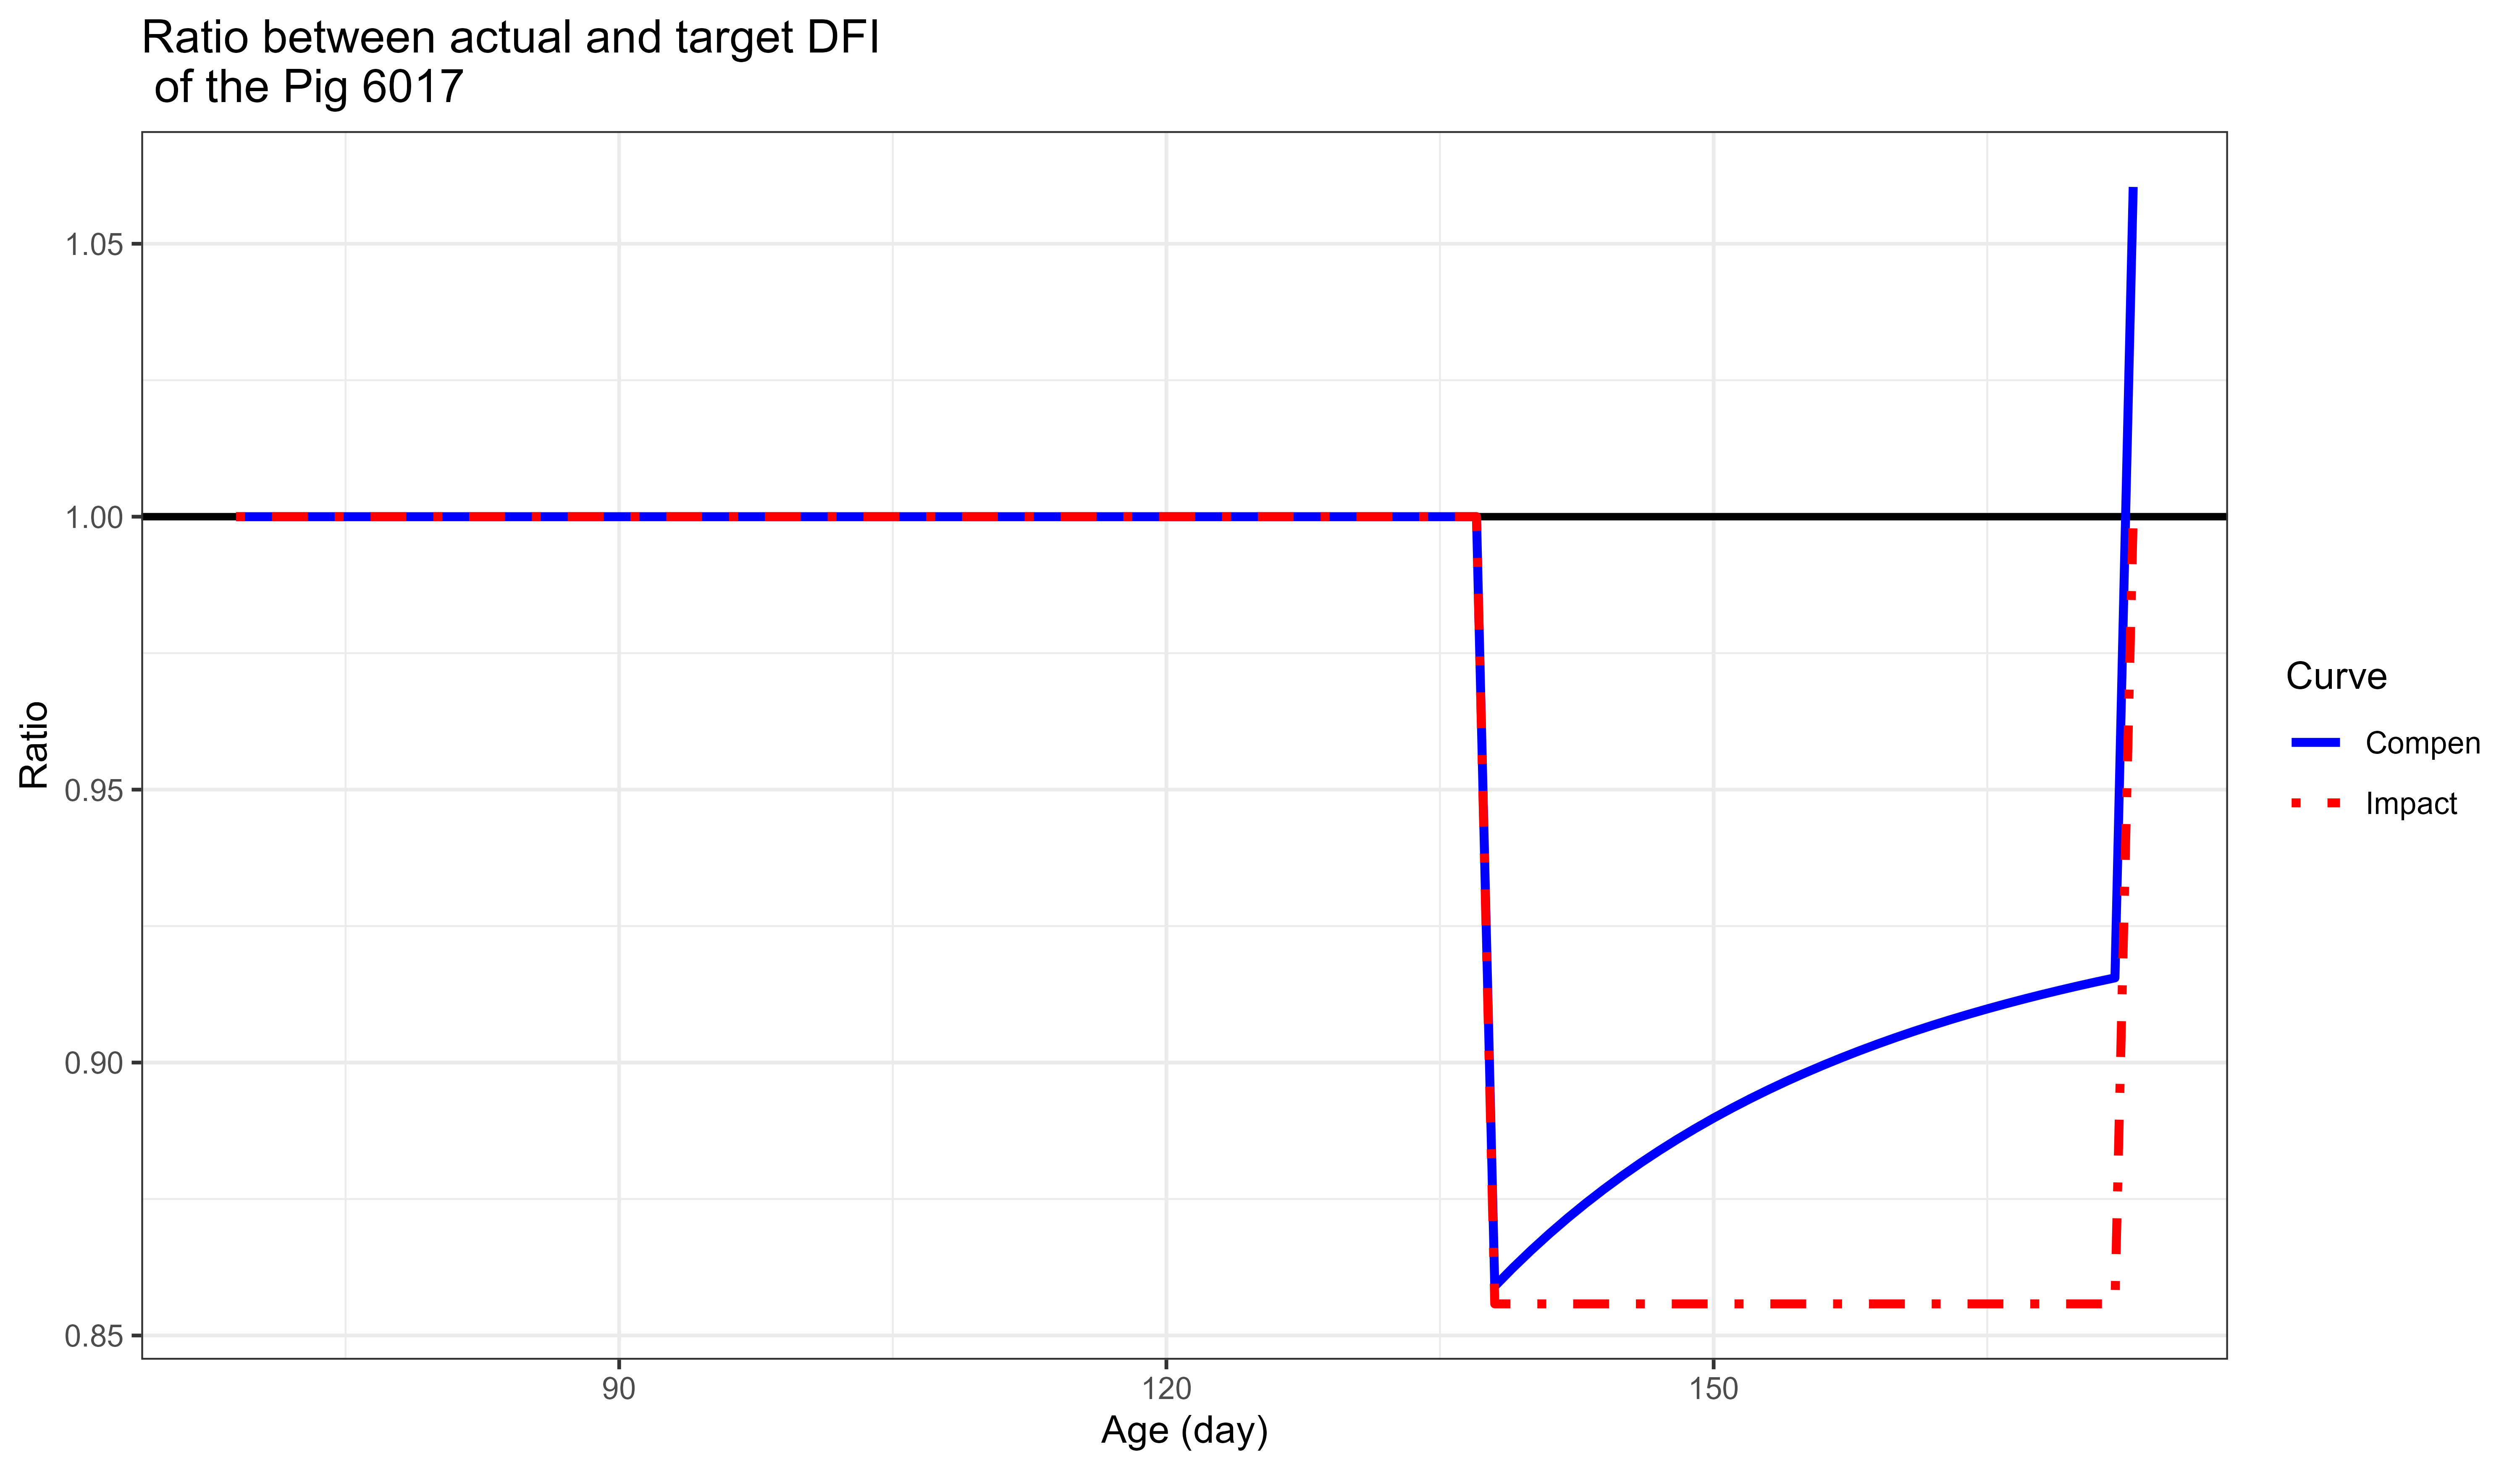 Ratio between actual and target DFI
of the Pig 6017
Ratio
1.05
1.00
0.95
0.90
0.85
90
120
150
Age (day)
Curve
Compen
Impact